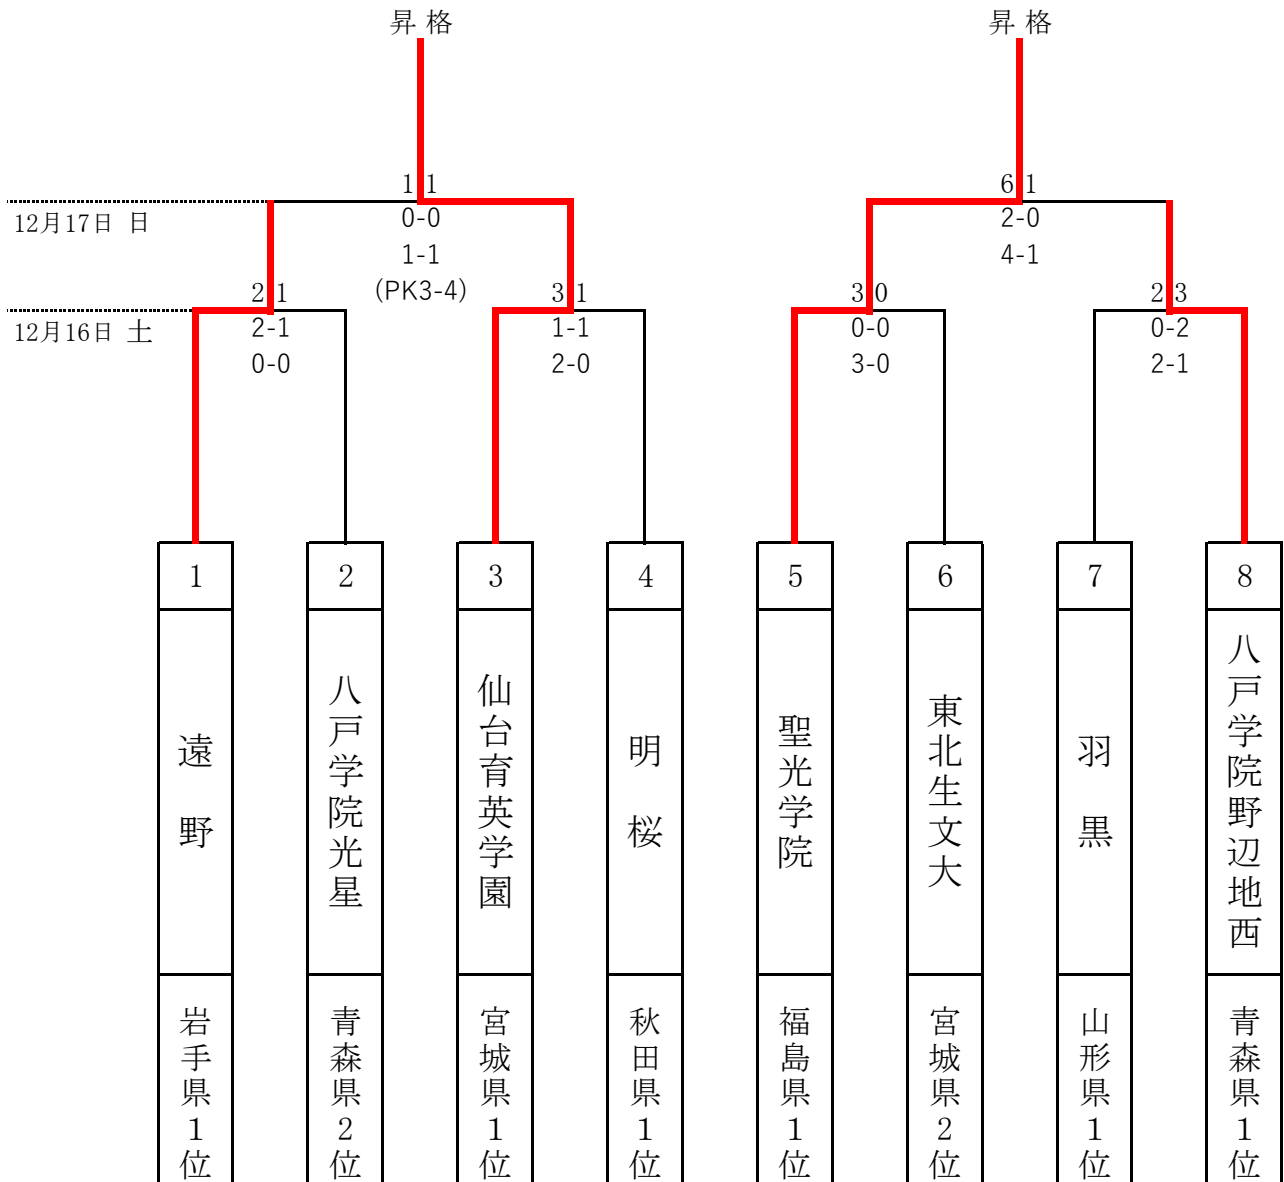 昇 格
昇 格
1 1
6 1
12月17日 日
0-0
2-0
1-1
4-1
(PK3-4)
2 1
3 1
3 0
2 3
12月16日 土
2-1
1-1
0-0
0-2
0-0
2-0
3-0
2-1
1
2
3
4
5
6
7
8
遠野
八戸学院光星
仙台育英学園
明桜
聖光学院
東北生文大
羽黒
八戸学院野辺地西
岩手県1位
青森県2位
宮城県1位
秋田県1位
福島県1位
宮城県2位
山形県1位
青森県1位